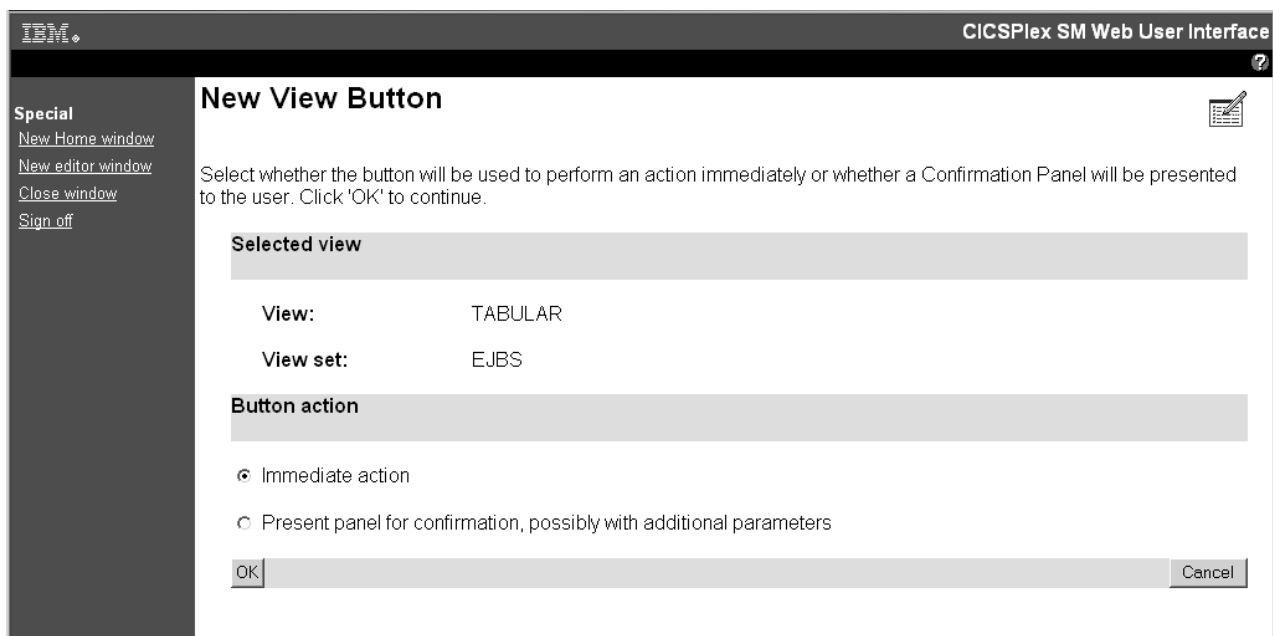 IBM.
CICSPlex SM Web User Interface
?
Special
New Home window
New editor window
Close window
Sign off
New View Button
Select whether the button will be used to perform an action immediately or whether a Confirmation Panel will be presented
to the user. Click 'OK' to continue.
Selected view
View: TABULAR
View set: EJBS
Button action
Immediate action
Present panel for confirmation, possibly with additional parameters
OK
Cancel